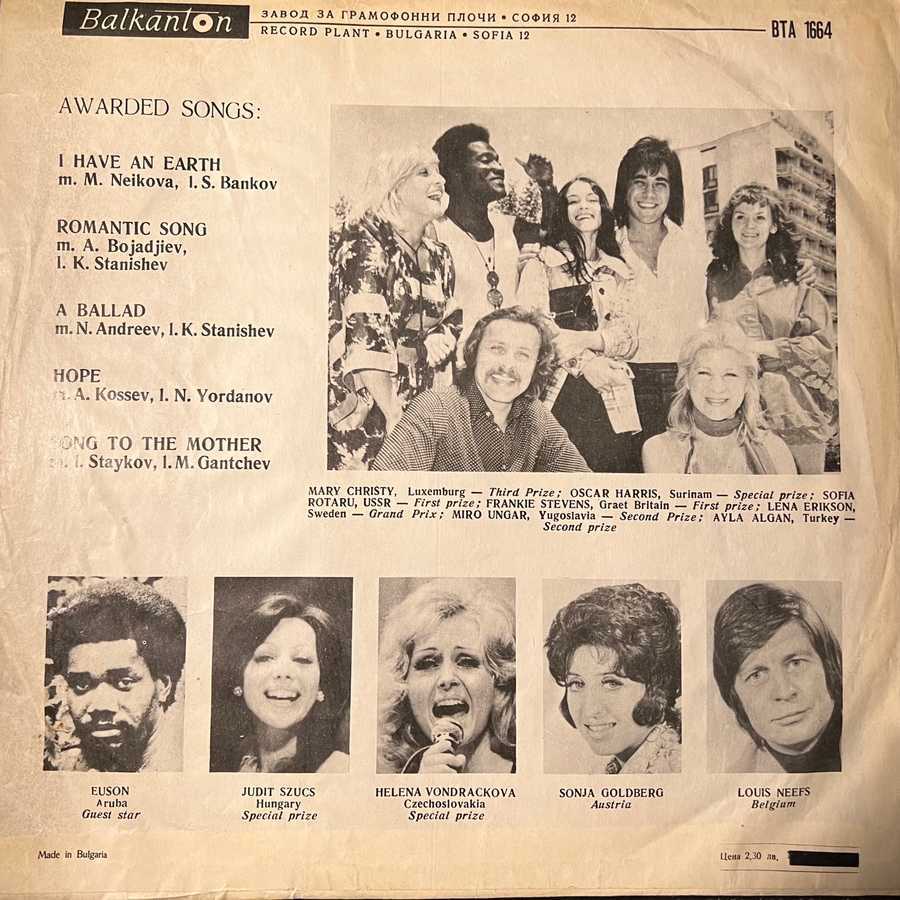 Balkanton
ЗАВОД ЗА ГРАМОФОННИ ПЛОЧИ • СОФИЯ 12
RECORD PLANT • BULGARIA • SOFIA 12
BTA 1664
AWARDED SONGS:
I HAVE AN EARTH
m. M. Neikova, l. S. Bankov
ROMANTIC SONG
m. A. Bojadjiev,
l. K. Stanishev
A BALLAD
m. N. Andreev, l. K. Stanishev
HOPE
m. A. Kossev, l. N. Yordanov
SONG TO THE MOTHER
m. I. Staykov, l. M. Gantchev
MARY CHRISTY, Luxemburg — Third Prize; OSCAR HARRIS, Surinam — Special prize; SOFIA
ROTARU, USSR — First prize; FRANKIE STEVENS, Graet Britain — First prize; LENA ERIKSON,
Sweden — Grand Prix; MIRO UNGAR, Yugoslavia — Second Prize; AYLA ALGAN, Turkey —
Second prize
EUSON
Aruba
Guest star
JUDIT SZUCS
Hungary
Special prize
HELENA VONDRACKOVA
Czechoslovakia
Special prize
SONJA GOLDBERG
Austria
LOUIS NEEFS
Belgium
Made in Bulgaria
Цена 2,30 лв.